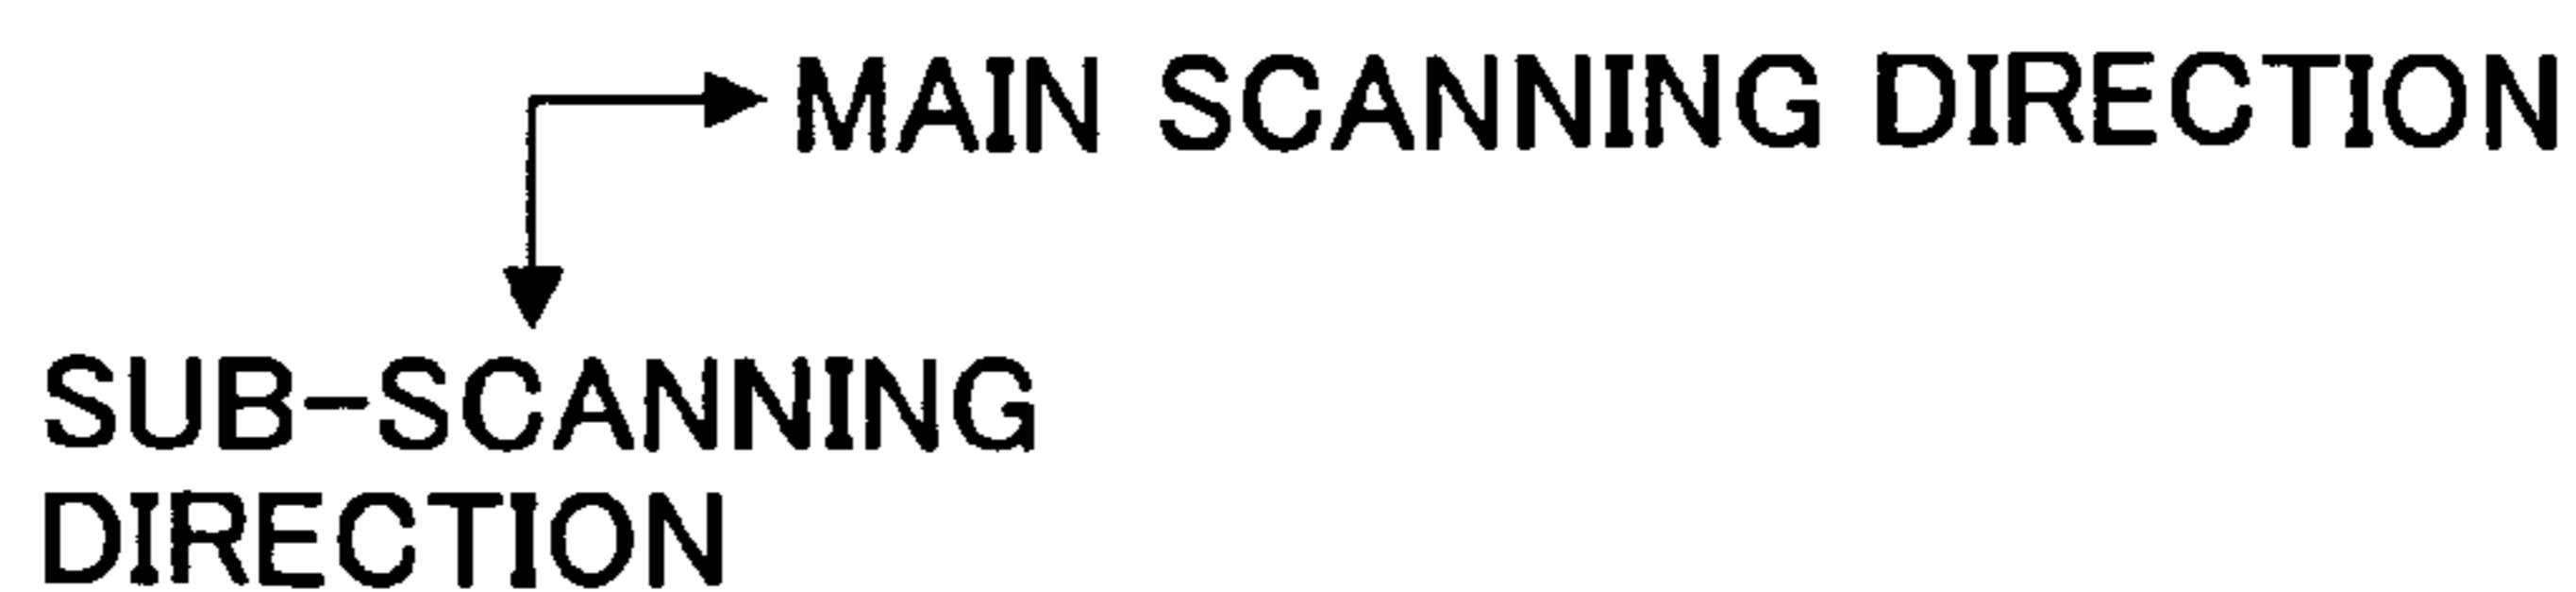 MAIN SCANNING DIRECTION
SUB-SCANNING
DIRECTION